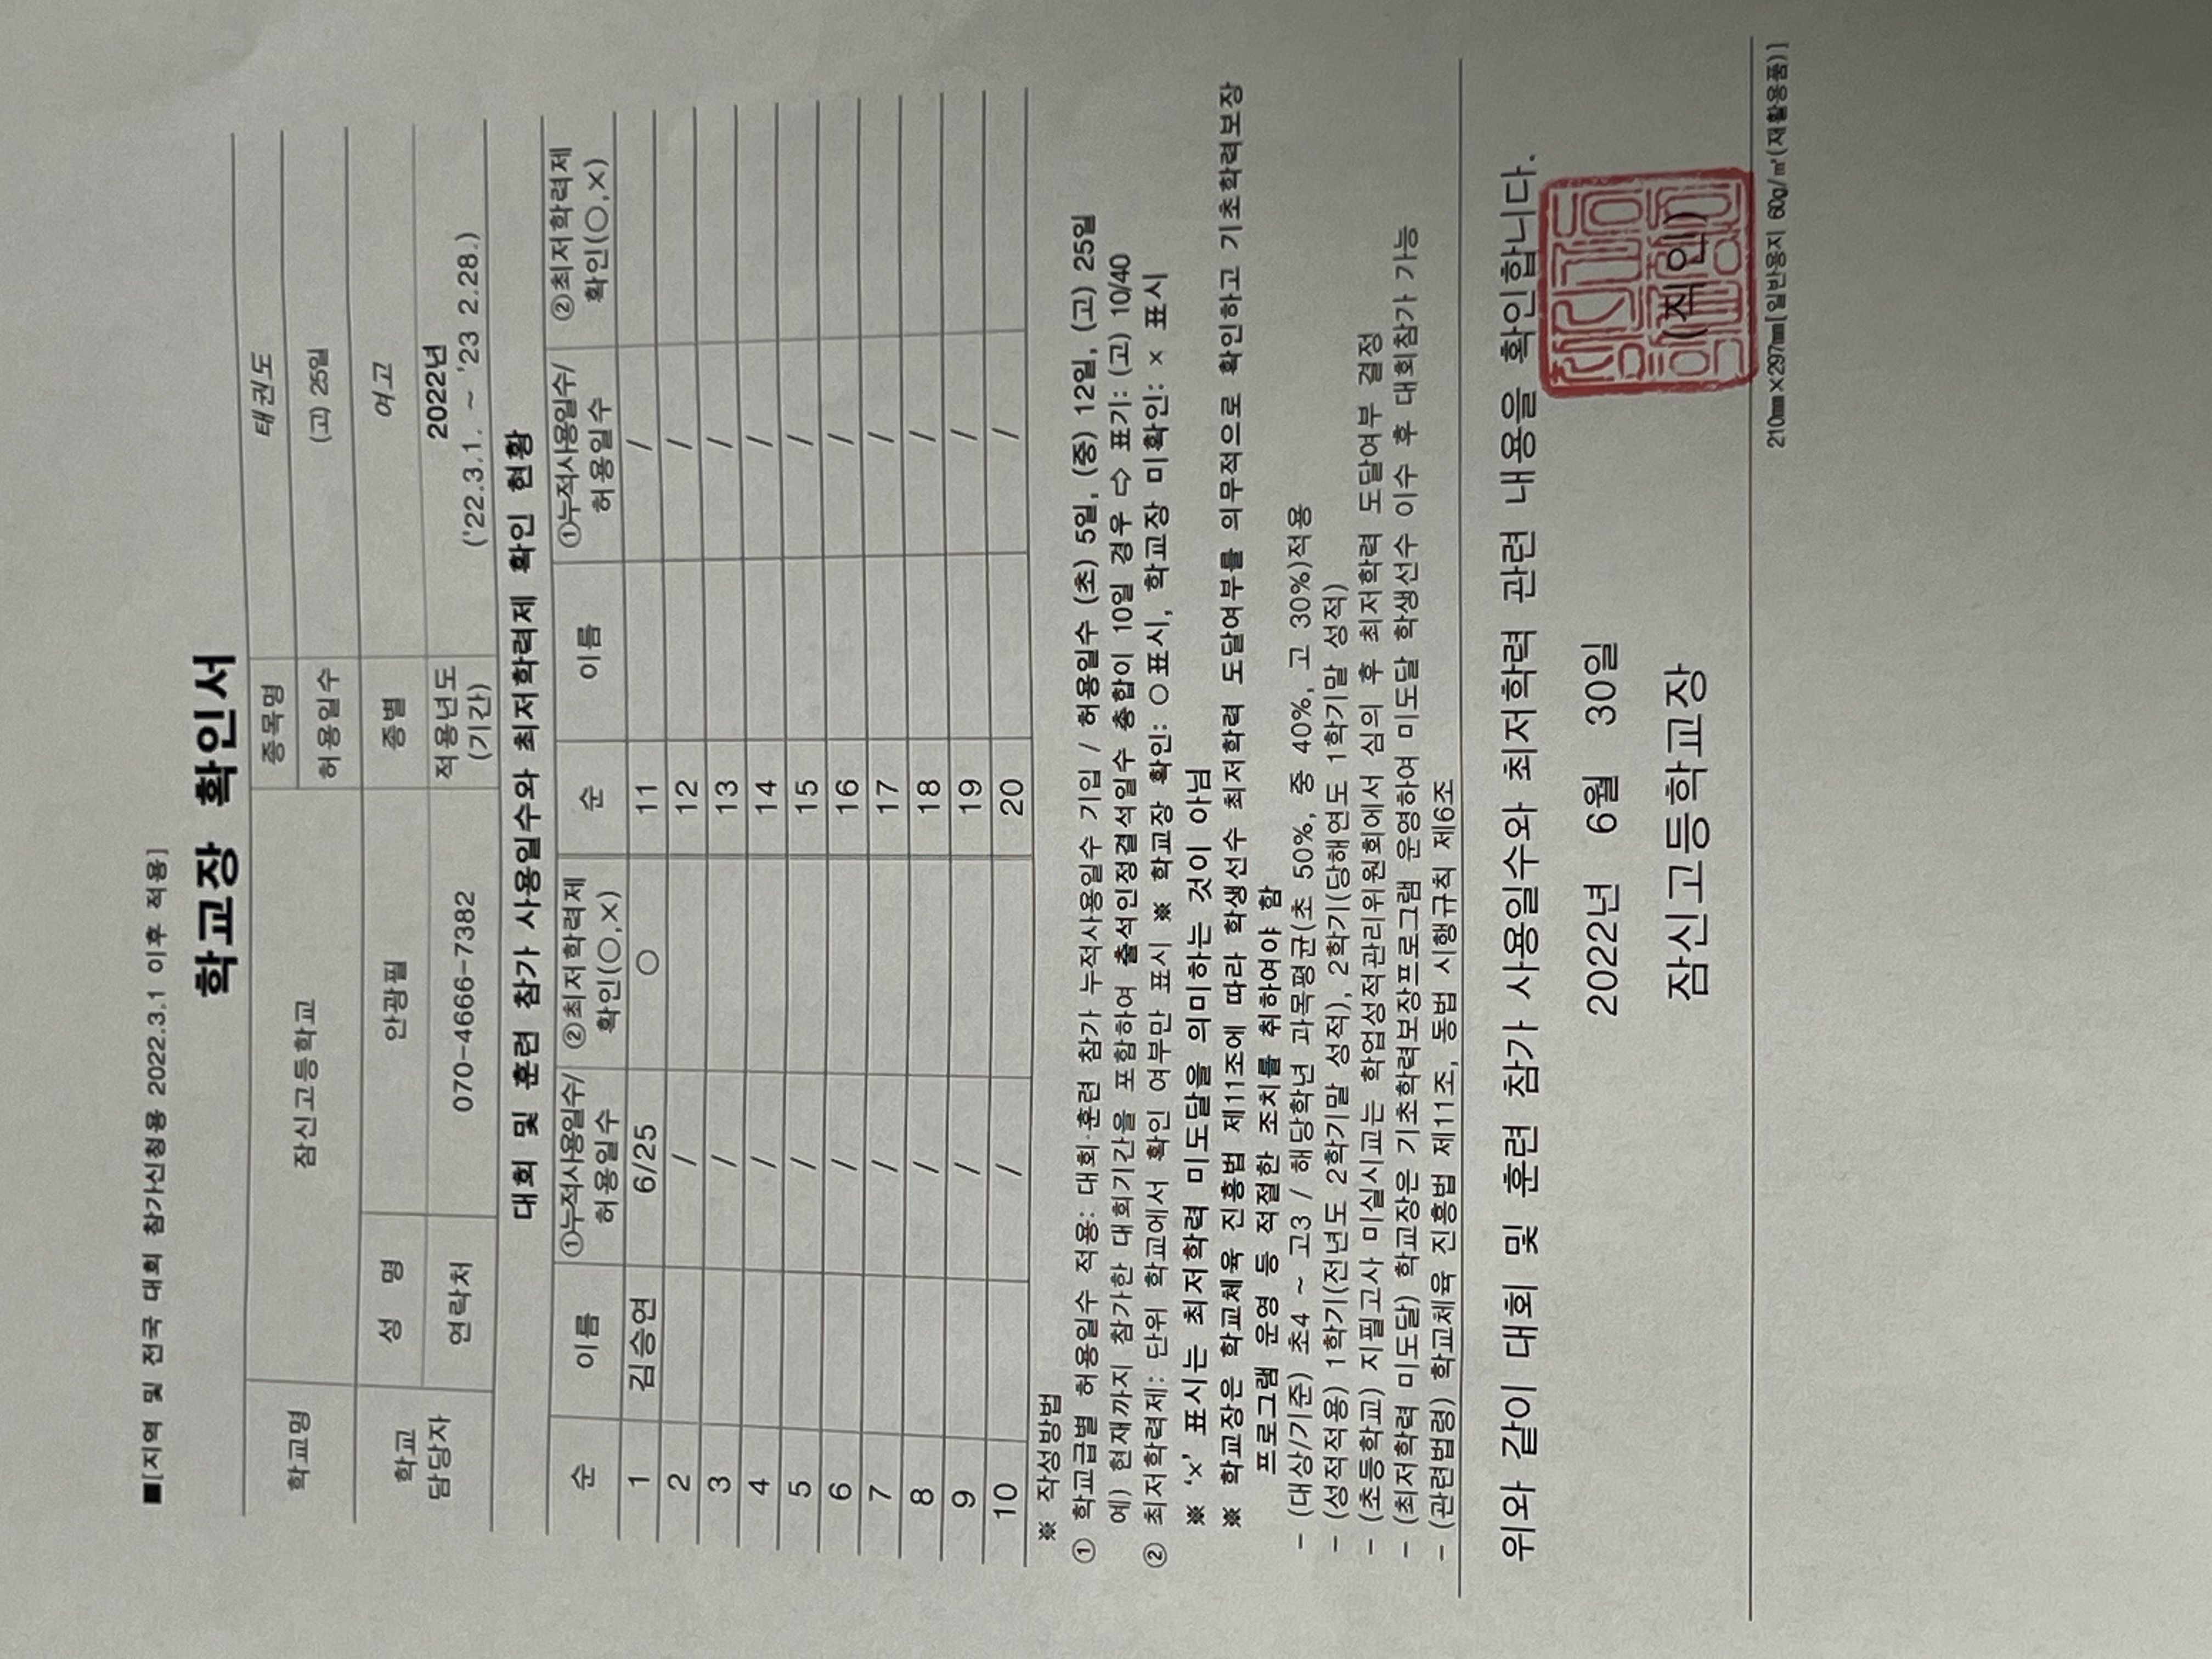 ■[지역 및 전국 대회 참가신청용 2022.3.1 이후 적용]
학교장 확인서
학교명 잠신고등학교 종목명 태권도
허용일수 (고) 25일
학교 담당자 성 명 안광필 종별 여고
연락처 070-4666-7382 적용년도 (기간) 2022년 ('22.3.1. ~ '23 2.28.)
대회 및 훈련 참가 사용일수와 최저학력제 확인 현황
순 이름 ①누적사용일수/ 허용일수 ②최저학력제 확인(○,×) 순 이름 ①누적사용일수/ 허용일수 ②최저학력제 확인(○,×)
1 김승연 6/25 ○ 11 /
2 / 12 /
3 / 13 /
4 / 14 /
5 / 15 /
6 / 16 /
7 / 17 /
8 / 18 /
9 / 19 /
10 / 20 /
※ 작성방법
① 학교급별 허용일수 적용: 대회·훈련 참가 누적사용일수 기입 / 허용일수 (초) 5일, (중) 12일, (고) 25일
예) 현재까지 참가한 대회기간을 포함하여 출석인정결석일수 총합이 10일 경우 ⇨ 표기: (고) 10/40
② 최저학력제: 단위 학교에서 확인 여부만 표시 ※ 학교장 확인: ○표시, 학교장 미확인: × 표시
※ '×' 표시는 최저학력 미도달을 의미하는 것이 아님
※ 학교장은 학교체육 진흥법 제11조에 따라 학생선수 최저학력 도달여부를 의무적으로 확인하고 기초학력보장
프로그램 운영 등 적절한 조치를 취하여야 함
- (대상/기준) 초4 ~ 고3 / 해당학년 과목평균(초 50%, 중 40%, 고 30%)적용
- (성적적용) 1학기(전년도 2학기말 성적), 2학기(당해연도 1학기말 성적)
- (초등학교) 지필고사 미실시교는 학업성적관리위원회에서 심의 후 최저학력 도달여부 결정
- (최저학력 미도달) 학교장은 기초학력보장프로그램 운영하여 미도달 학생선수 이수 후 대회참가 가능
- (관련법령) 학교체육 진흥법 제11조, 동법 시행규칙 제6조
위와 같이 대회 및 훈련 참가 사용일수와 최저학력 관련 내용을 확인합니다.
2022년 6월 30일
잠신고등학교장 (직인)
210㎜×297㎜[일반용지 60g/㎡(재활용품)]